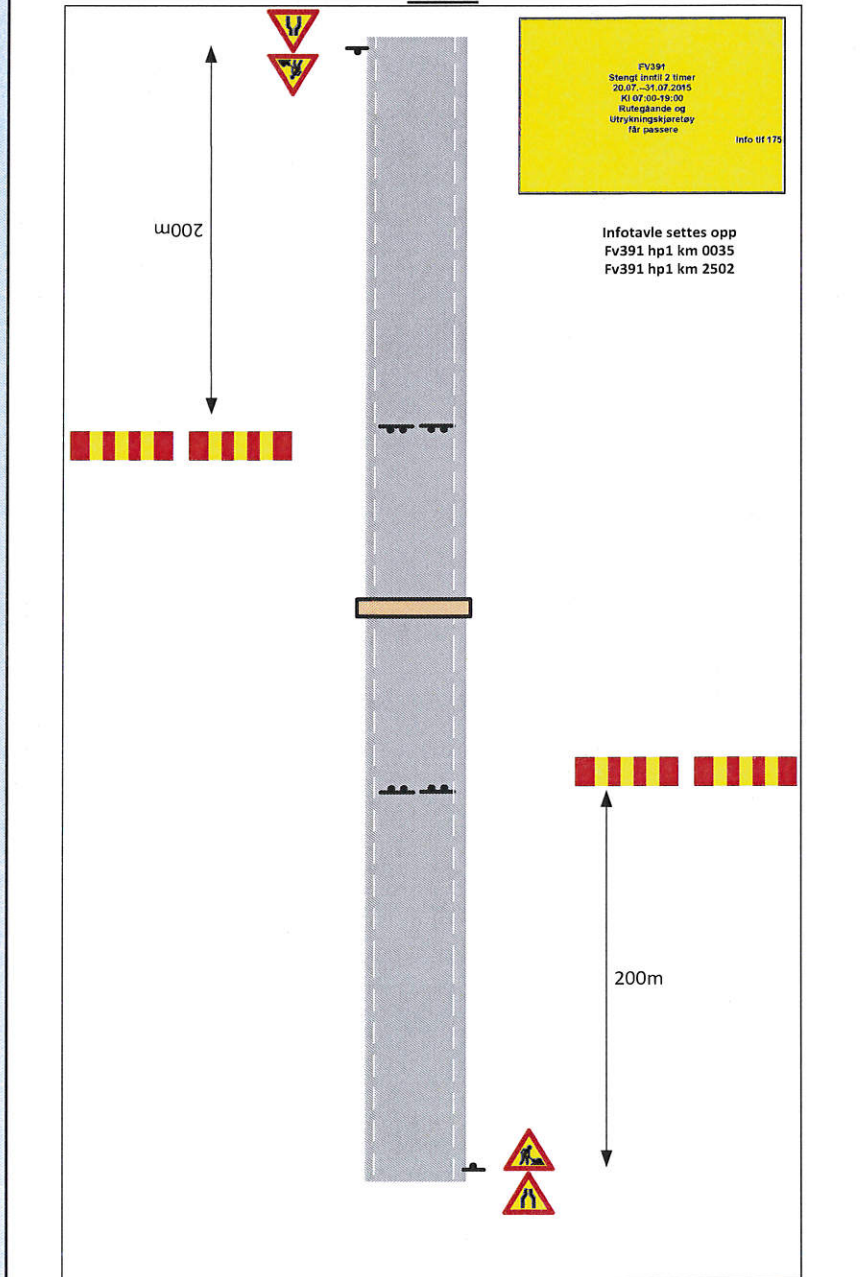 FV391
Stengt inntil 2 timer
20.07.–31.07.2015
Kl 07:00-19:00
Rutegåande og
Utrykningskjøretøy
får passere
Info tlf 175
200m
Infotavle settes opp
Fv391 hp1 km 0035
Fv391 hp1 km 2502
200m